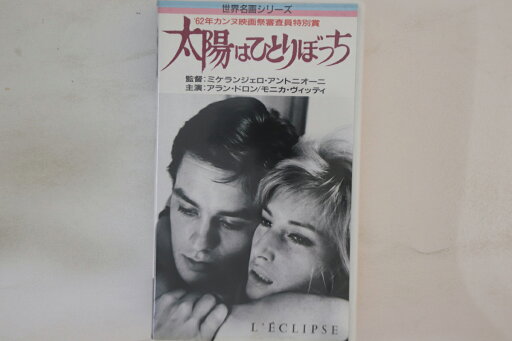 世界名画シリーズ
'62年カンヌ映画祭審査員特別賞
太陽はひとりぼっち
監督:ミケランジェロ・アントニオーニ
主演:アラン・ドロン/モニカ・ヴィッティ
L'ÉCLIPSE